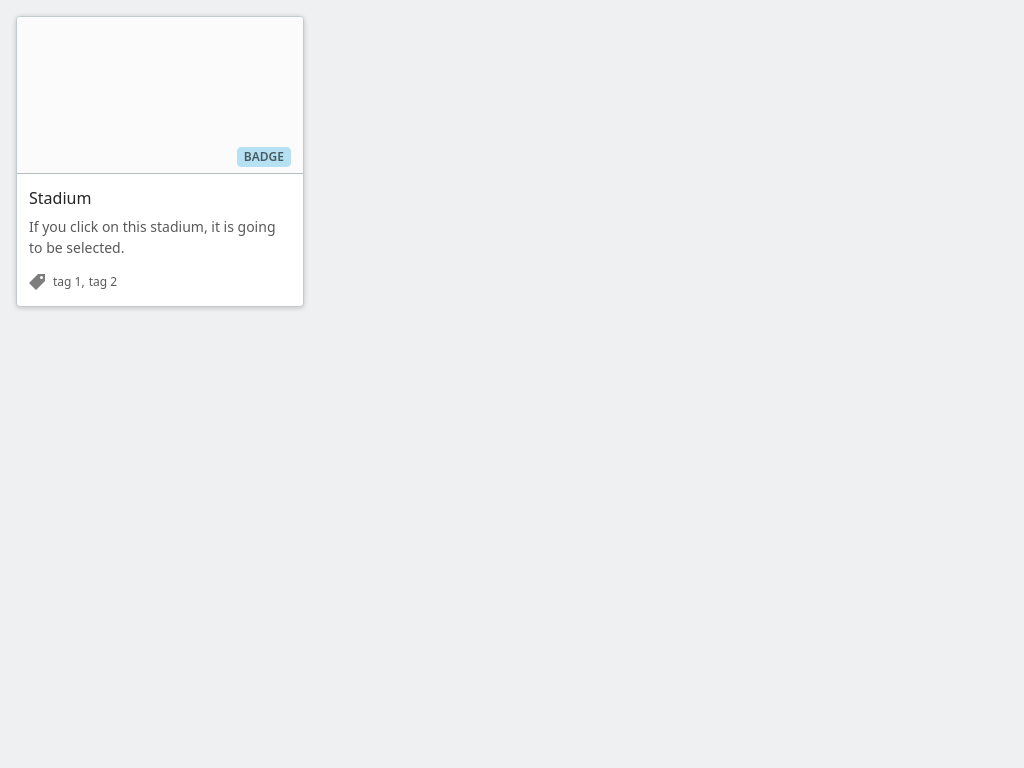 BADGE
Stadium
If you click on this stadium, it is going
to be selected.
tag 1, tag 2